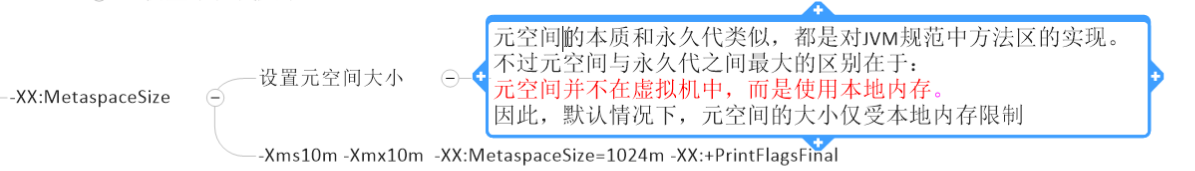 元空间的本质和永久代类似，都是对JVM规范中方法区的实现。
不过元空间与永久代之间最大的区别在于：
元空间并不在虚拟机中，而是使用本地内存。
因此，默认情况下，元空间的大小仅受本地内存限制
设置元空间大小
-XX:MetaspaceSize
-Xms10m -Xmx10m -XX:MetaspaceSize=1024m -XX:+PrintFlagsFinal